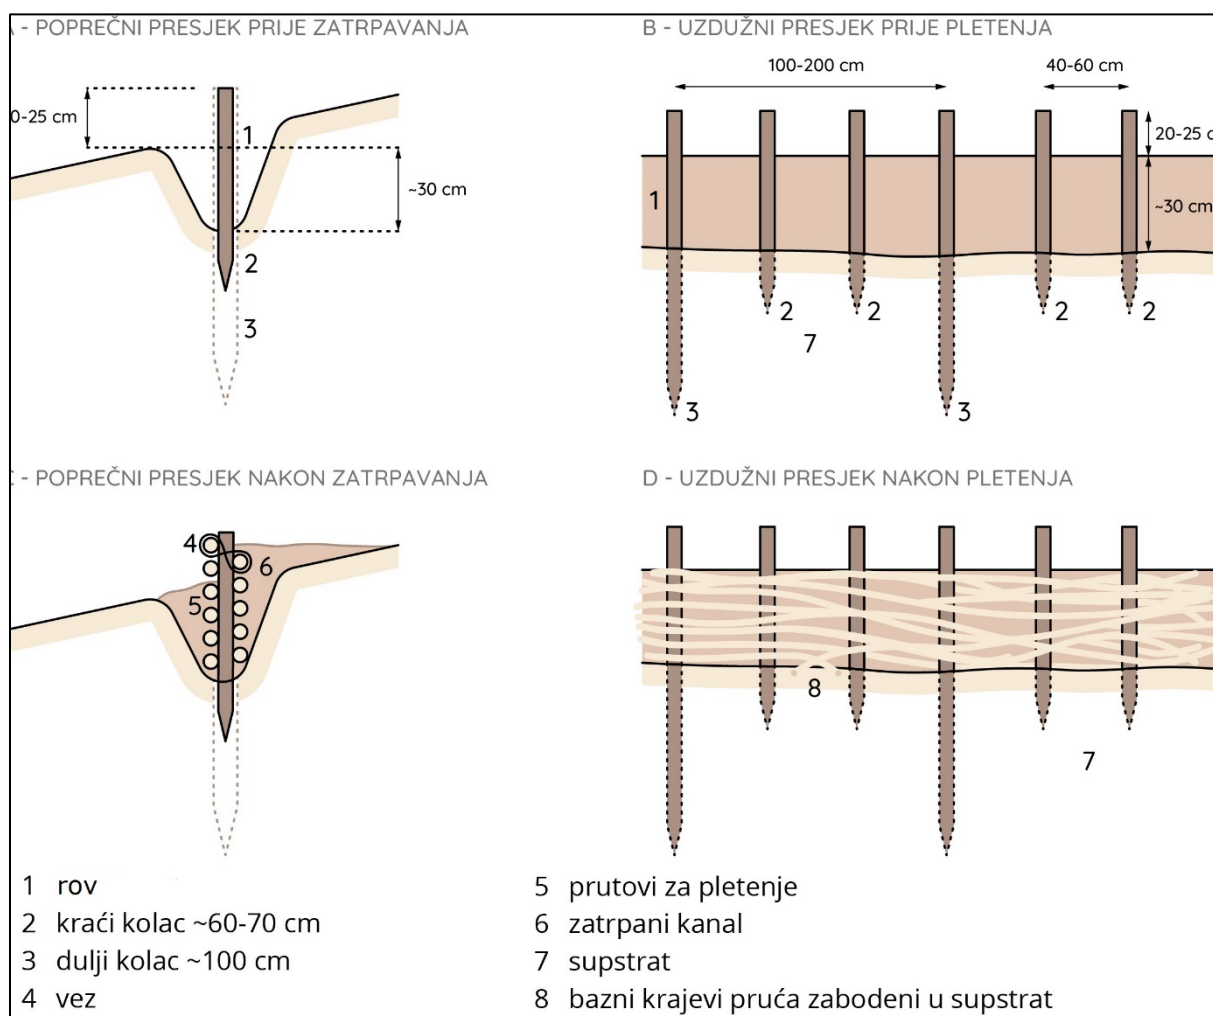 - POPREČNI PRESJEK PRIJE ZATRPAVANJA
0-25 cm
1
~30 cm
2
3
B - UZDUŽNI PRESJEK PRIJE PLETENJA
100-200 cm
40-60 cm
20-25 c
1
~30 cm
2
2
2
2
7
3
3
- POPREČNI PRESJEK NAKON ZATRPAVANJA
4
6
5
D - UZDUŽNI PRESJEK NAKON PLETENJA
8
7
1 rov
2 kraći kolac ~60-70 cm
3 dulji kolac ~100 cm
4 vez
5 prutovi za pletenje
6 zatrpani kanal
7 supstrat
8 bazni krajevi pruća zabodeni u supstrat